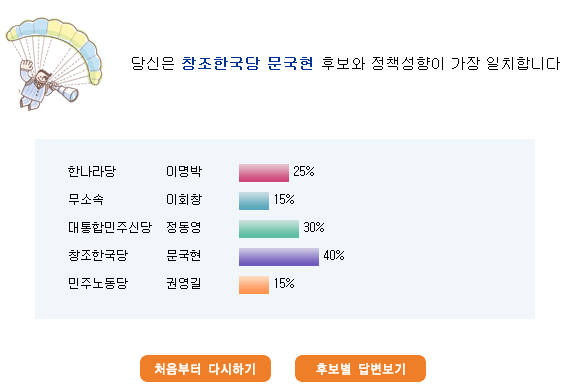 당신은 창조한국당 문국현 후보와 정책성향이 가장 일치합니다
한나라당 이명박 25%
무소속 이회창 15%
대통합민주신당 정동영 30%
창조한국당 문국현 40%
민주노동당 권영길 15%
처음부터 다시하기 후보별 답변보기